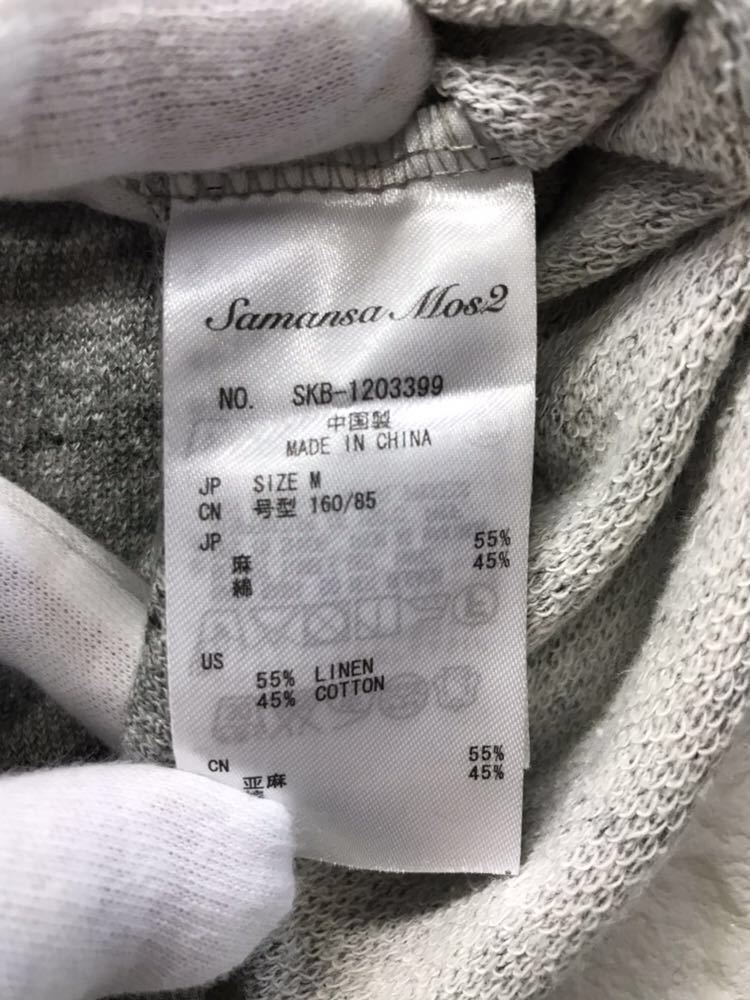 Samansa Mos2
NO. SKB-1203399
中国製
MADE IN CHINA
JP SIZE M
CN 号型 160/85
JP
麻 55%
綿 45%
US
55% LINEN
45% COTTON
CN
亚麻 55%
45%